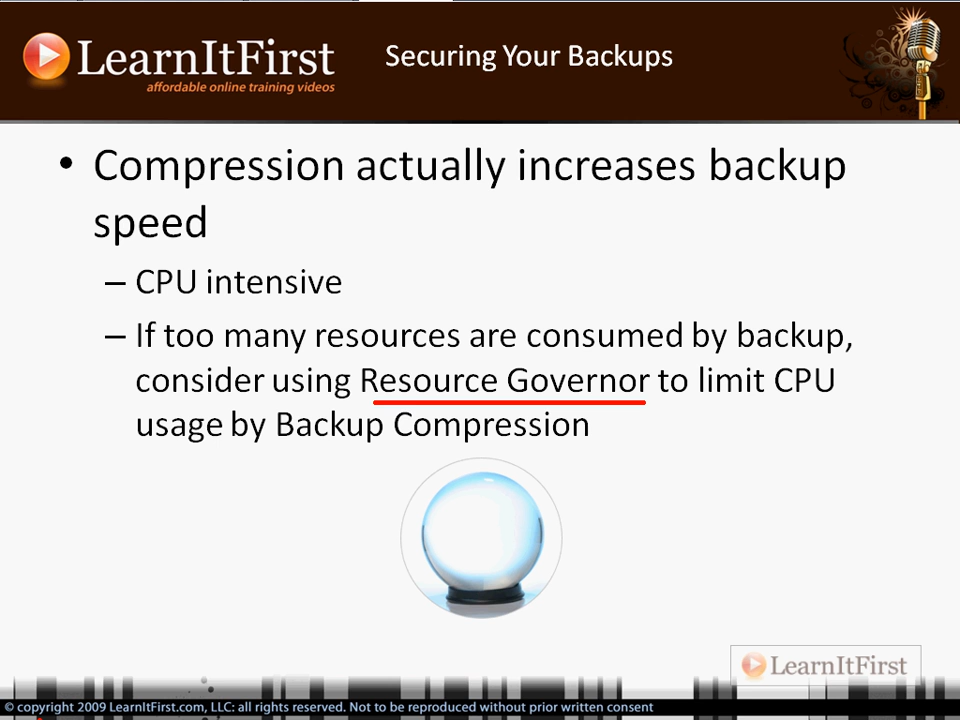 LearnItFirst
affordable online training videos
Securing Your Backups
• Compression actually increases backup
speed
– CPU intensive
– If too many resources are consumed by backup,
consider using Resource Governor to limit CPU
usage by Backup Compression
LearnItFirst
© copyright 2009 LearnItFirst.com, LLC: all rights reserved. Not to be reproduced without prior written consent